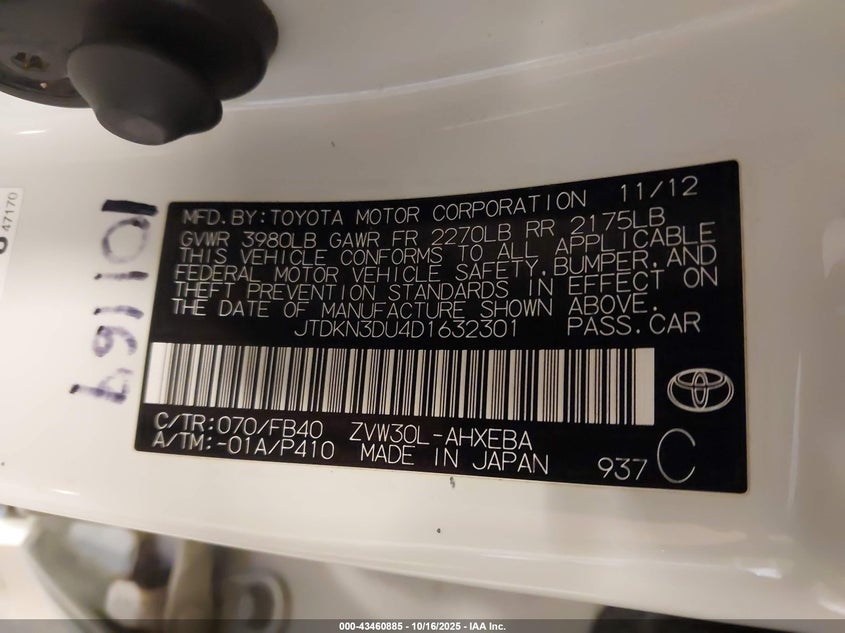 MFD. BY: TOYOTA MOTOR CORPORATION 11/12
GVWR 3980LB GAWR FR 2270LB RR 2175LB
THIS VEHICLE CONFORMS TO ALL APPLICABLE
FEDERAL MOTOR VEHICLE SAFETY, BUMPER, AND
THEFT PREVENTION STANDARDS IN EFFECT ON
THE DATE OF MANUFACTURE SHOWN ABOVE.
JTDKN3DU4D1632301 PASS.CAR
C/TR:070/FB40 ZVW30L-AHXEBA
A/TM:-01A/P410 MADE IN JAPAN 937 C
47170
000-43460885 - 10/16/2025 - IAA Inc.